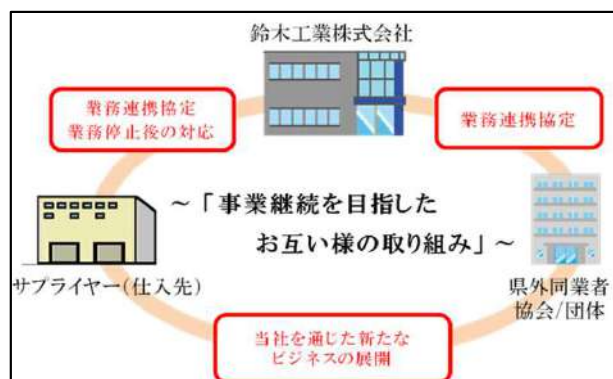 鈴木工業株式会社
業務連携協定
業務停止後の対応
業務連携協定
～「事業継続を目指した
お互い様の取り組み」～
サプライヤー(仕入先)
県外同業者
協会/団体
当社を通じた新たな
ビジネスの展開